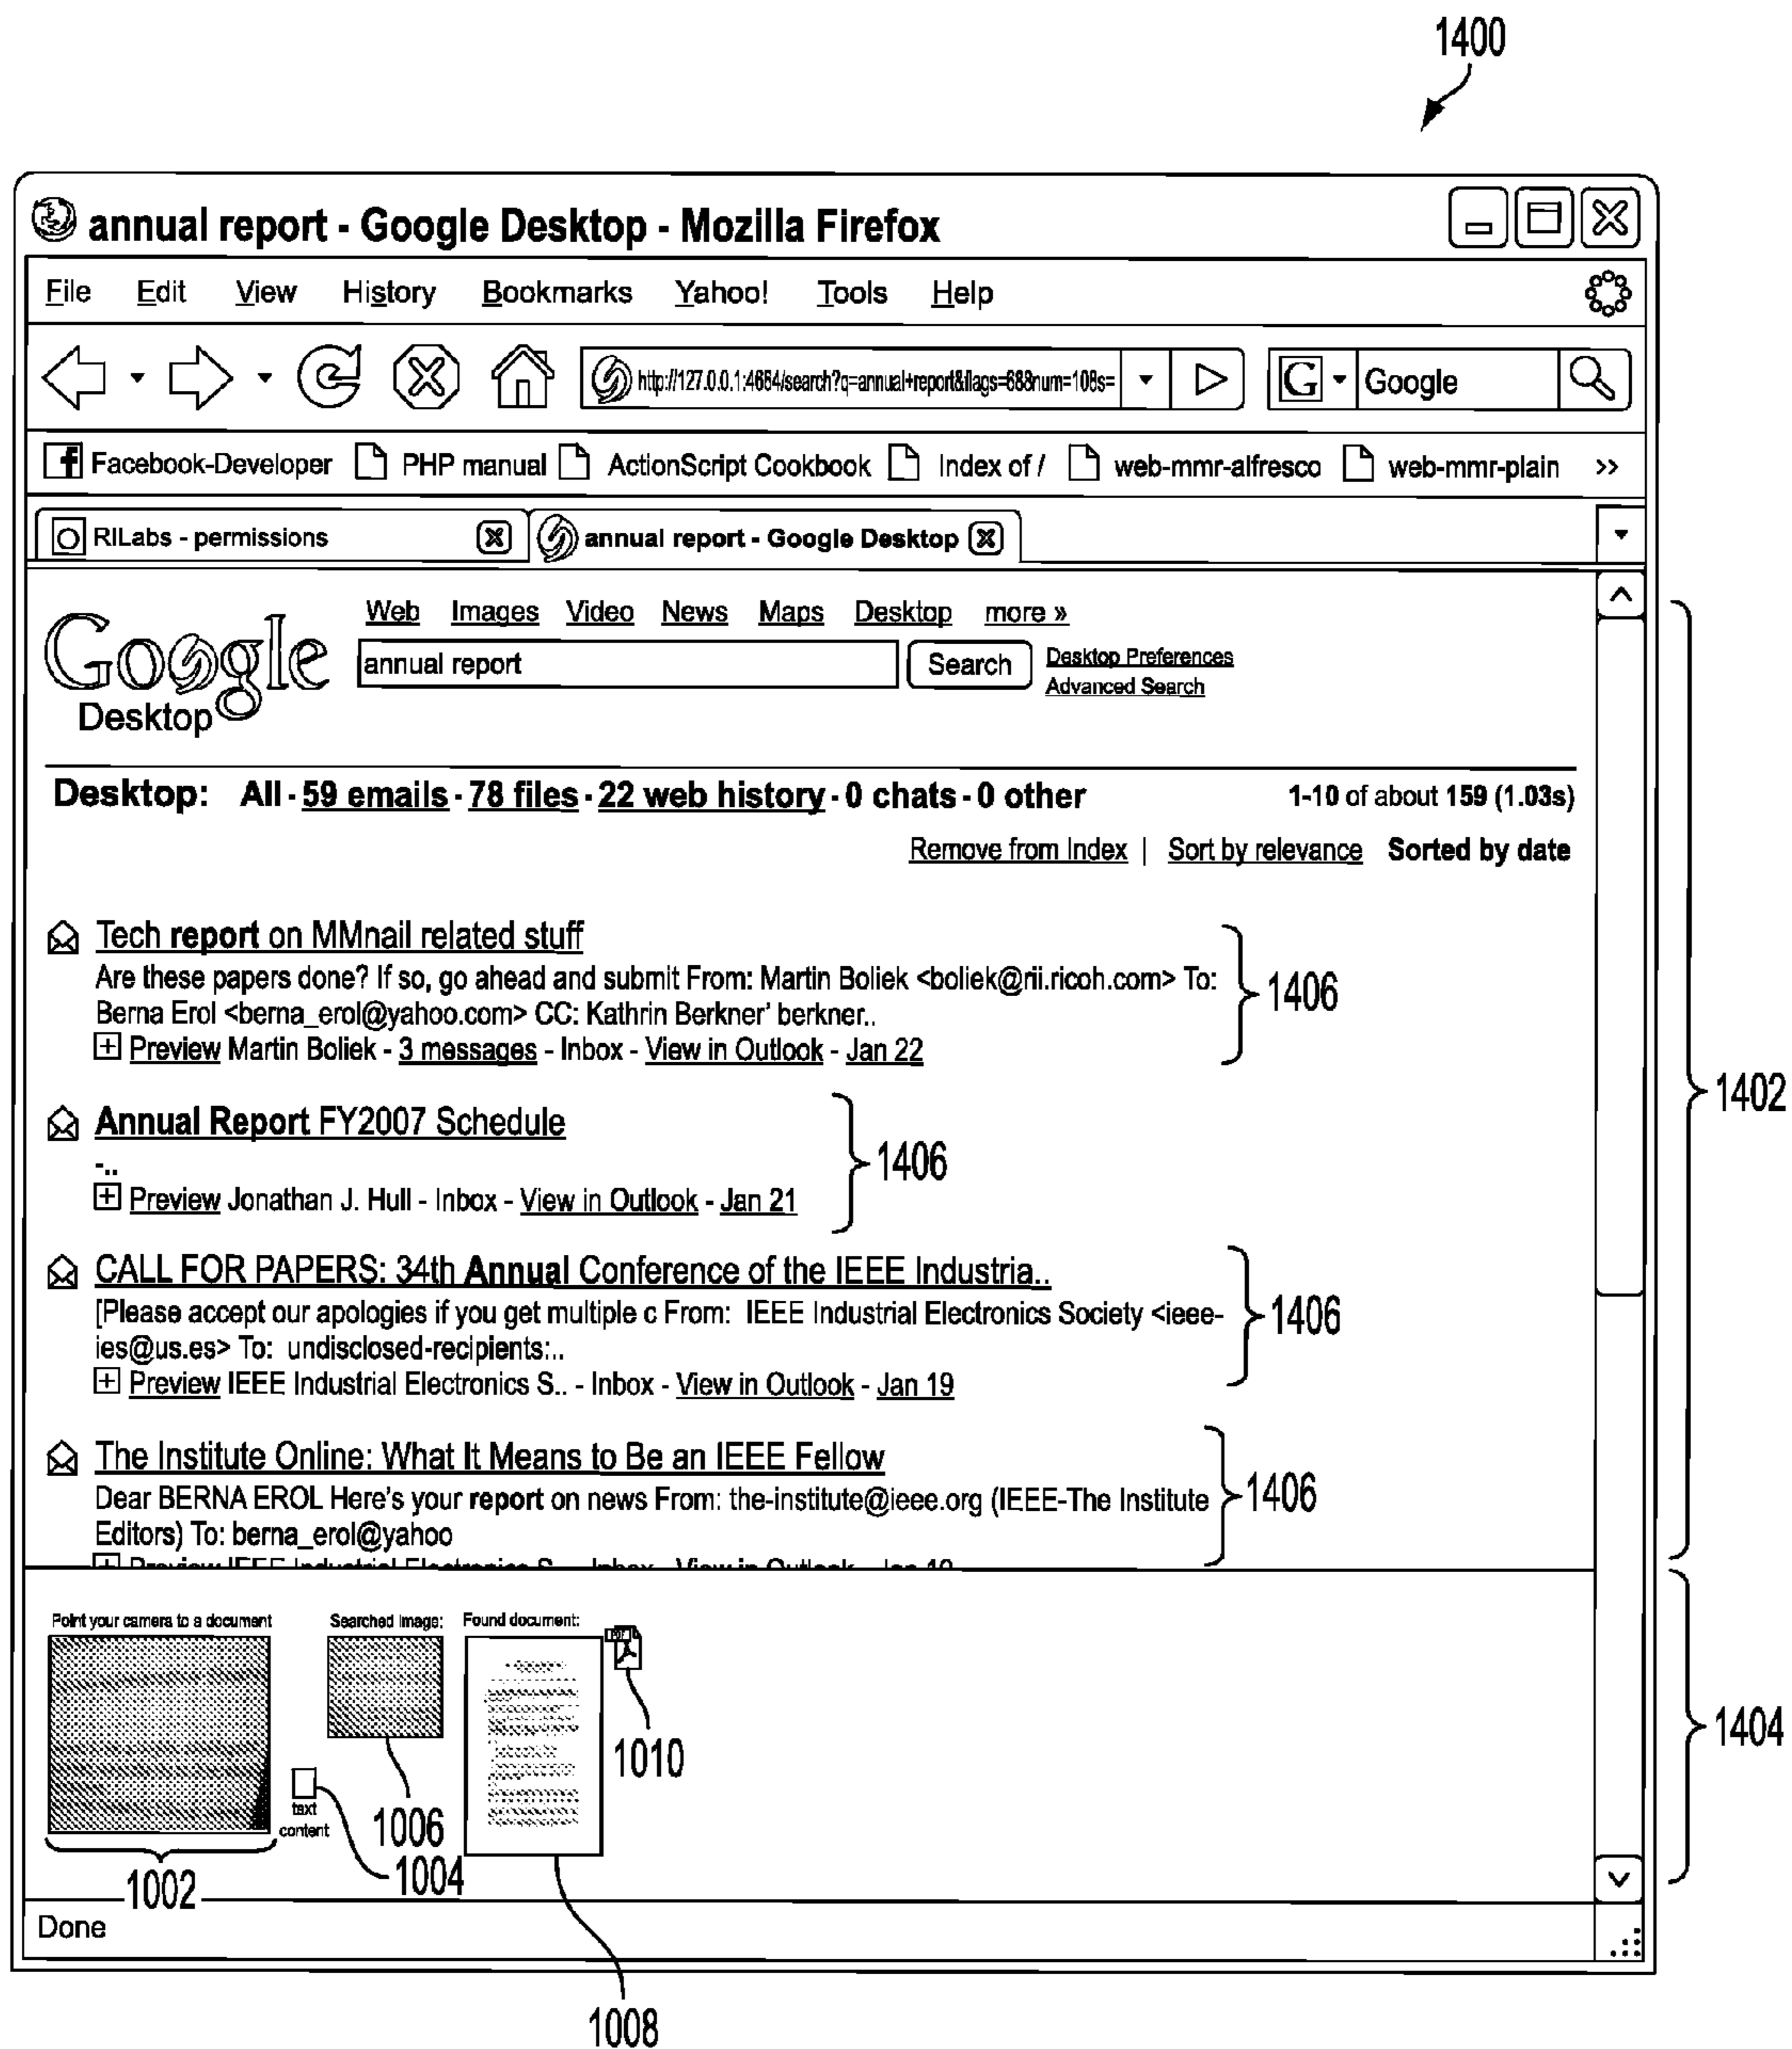 1400
annual report - Google Desktop - Mozilla Firefox
File Edit View History Bookmarks Yahoo! Tools Help
http://127.0.0.1:4664/search?q=annual+report&flags=68&num=10&s=
G Google
Facebook-Developer PHP manual ActionScript Cookbook Index of / web-mmr-alfresco web-mmr-plain >>
RILabs - permissions annual report - Google Desktop
Web Images Video News Maps Desktop more »
Google Desktop
annual report Search
Desktop Preferences
Advanced Search
Desktop: All - 59 emails - 78 files - 22 web history - 0 chats - 0 other 1-10 of about 159 (1.03s)
Remove from Index | Sort by relevance Sorted by date
Tech report on MMnail related stuff
Are these papers done? If so, go ahead and submit From: Martin Boliek <boliek@rii.ricoh.com> To:
Berna Erol <berna_erol@yahoo.com> CC: Kathrin Berkner' berkner..
Preview Martin Boliek - 3 messages - Inbox - View in Outlook - Jan 22
1406
1402
Annual Report FY2007 Schedule
-..
Preview Jonathan J. Hull - Inbox - View in Outlook - Jan 21
1406
CALL FOR PAPERS: 34th Annual Conference of the IEEE Industria..
[Please accept our apologies if you get multiple c From: IEEE Industrial Electronics Society <ieee-
ies@us.es> To: undisclosed-recipients:..
Preview IEEE Industrial Electronics S.. - Inbox - View in Outlook - Jan 19
1406
The Institute Online: What It Means to Be an IEEE Fellow
Dear BERNA EROL Here's your report on news From: the-institute@ieee.org (IEEE-The Institute
Editors) To: berna_erol@yahoo
Preview IEEE Industrial Electronics S.. - Inbox - View in Outlook - Jan 19
1406
Point your camera to a document Searched Image: Found document:
PDF
1010
1404
text
content
1006
1004
1002
Done
1008